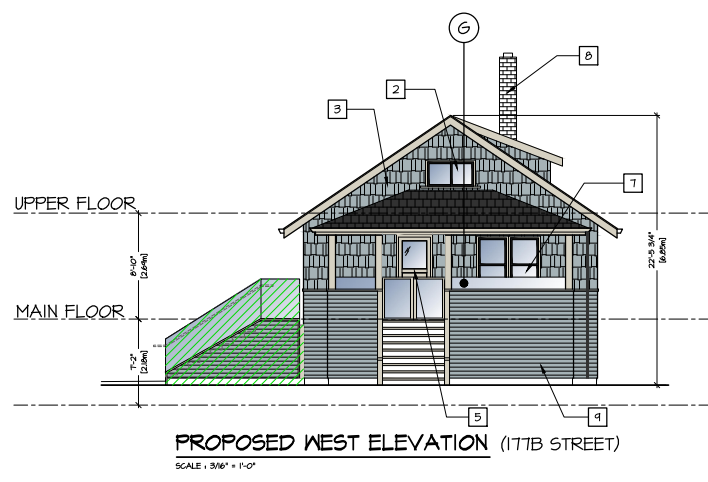 G
8
2
3
7
UPPER FLOOR
22'-5 3/4"
[6.85m]
8'-10"
[2.69m]
MAIN FLOOR
7'-2"
[2.18m]
5
9
PROPOSED WEST ELEVATION (177B STREET)
SCALE : 3/16" = 1'-0"